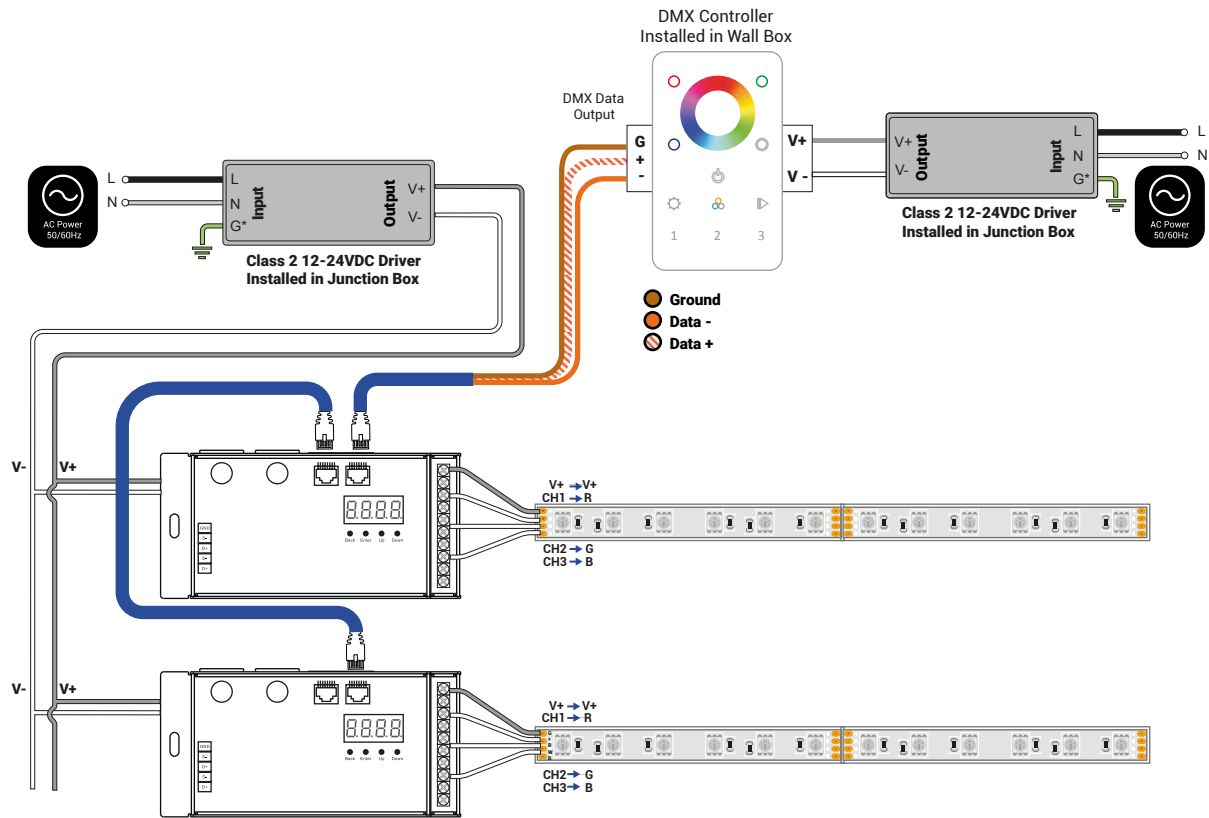 DMX Controller
Installed in Wall Box
DMX Data
Output
G
+
-
V+
V -
1
2
3
V+
V-
Output
Input
L
N
G*
L
N
AC Power
50/60Hz
Class 2 12-24VDC Driver
Installed in Junction Box
AC Power
50/60Hz
L
N
L
N
G*
Input
Output
V+
V-
Class 2 12-24VDC Driver
Installed in Junction Box
Ground
Data -
Data +
V-
V+
GND
D-
D+
D-
D+
Back Enter Up Down
V+ → V+
CH1 → R
CH2 → G
CH3 → B
V-
V+
GND
D-
D+
D-
D+
Back Enter Up Down
V+ → V+
CH1 → R
G
+
R
W
B
CH2 → G
CH3 → B